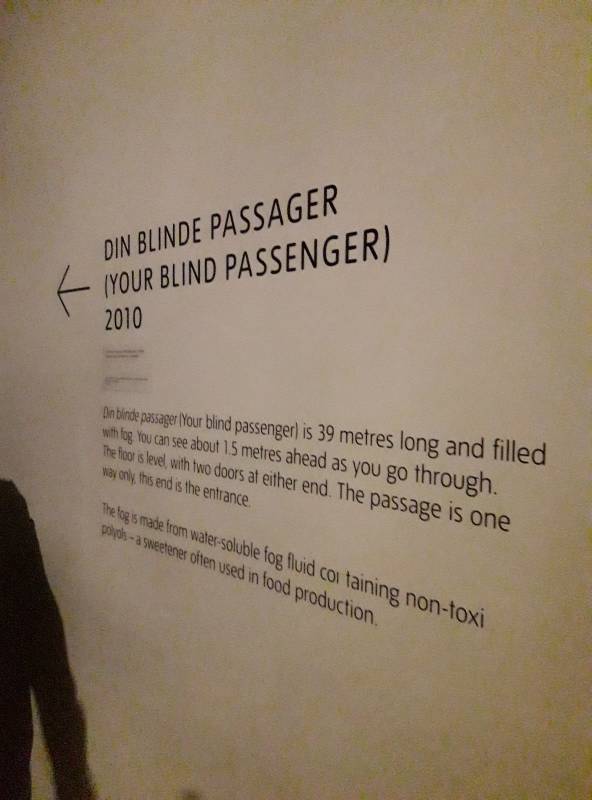 DIN BLINDE PASSAGER
(YOUR BLIND PASSENGER)
2010
Din blinde passager (Your blind passenger) is 39 metres long and filled
with fog. You can see about 1.5 metres ahead as you go through.
The floor is level, with two doors at either end. The passage is one
way only, this end is the entrance.
The fog is made from water-soluble fog fluid co taining non-toxi
polyols – a sweetener often used in food production.